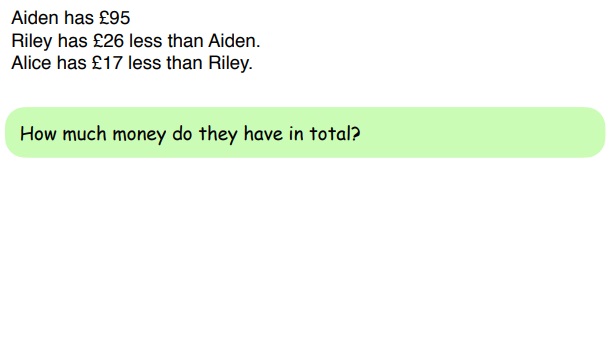 Aiden has £95
Riley has £26 less than Aiden.
Alice has £17 less than Riley.
How much money do they have in total?